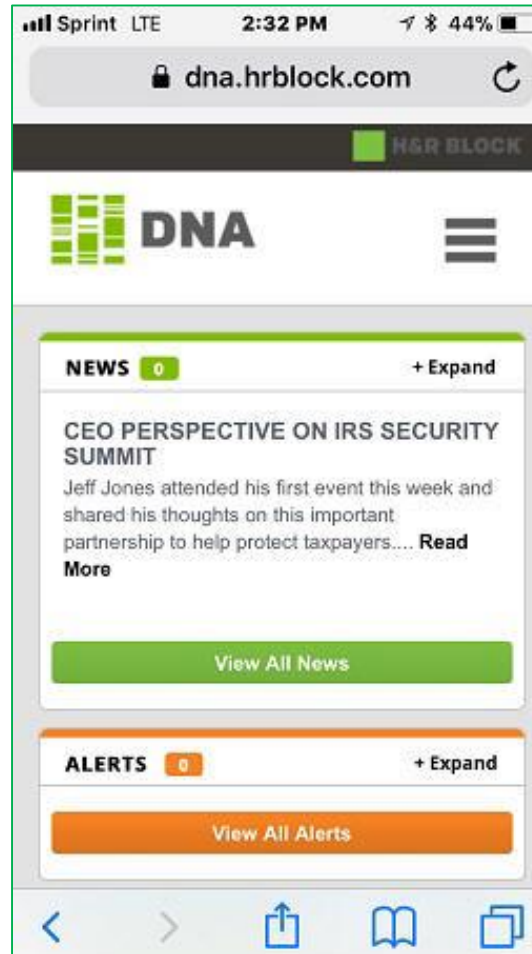 Sprint LTE 2:32 PM 44%
dna.hrblock.com
H&R BLOCK
DNA
NEWS 0 + Expand
CEO PERSPECTIVE ON IRS SECURITY
SUMMIT
Jeff Jones attended his first event this week and
shared his thoughts on this important
partnership to help protect taxpayers.... Read
More
View All News
ALERTS 0 + Expand
View All Alerts